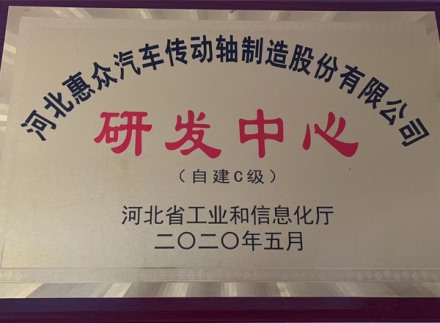 河北惠众汽车传动轴制造股份有限公司
研发中心
（自建C级）
河北省工业和信息化厅
二〇二〇年五月